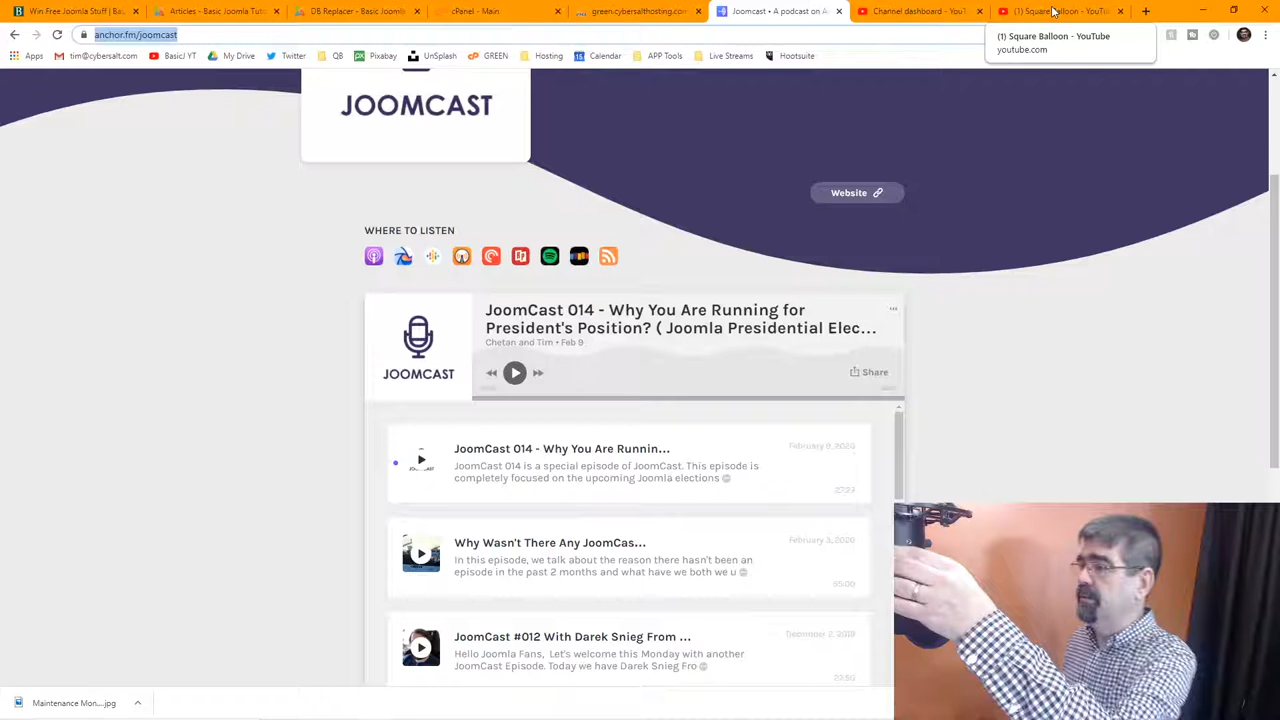 Win Free Joomla Stuff | Bas
Articles - Basic Joomla Tuto
DB Replacer - Basic Joomla
cPanel - Main
green.cybersalthosting.com
Joomcast • A podcast on A
Channel dashboard - YouT
(1) Square Balloon - YouTu
anchor.fm/joomcast
(1) Square Balloon - YouTube
youtube.com
Apps
tim@cybersalt.com
BasicJ YT
My Drive
Twitter
QB
Pixabay
UnSplash
GREEN
Hosting
Calendar
APP Tools
Live Streams
Hootsuite
JOOMCAST
Website
WHERE TO LISTEN
JoomCast 014 - Why You Are Running for
President's Position? ( Joomla Presidential Elec...
Chetan and Tim • Feb 9
JOOMCAST
Share
JoomCast 014 - Why You Are Runnin...
February 9, 2020
JoomCast 014 is a special episode of JoomCast. This episode is
completely focused on the upcoming Joomla elections
Why Wasn't There Any JoomCas...
February 3, 2020
In this episode, we talk about the reason there hasn't been an
episode in the past 2 months and what have we both we u
JoomCast #012 With Darek Snieg From ...
December 2, 2019
Hello Joomla Fans, Let's welcome this Monday with another
JoomCast Episode. Today we have Darek Snieg Fro
Maintenance Mon....jpg